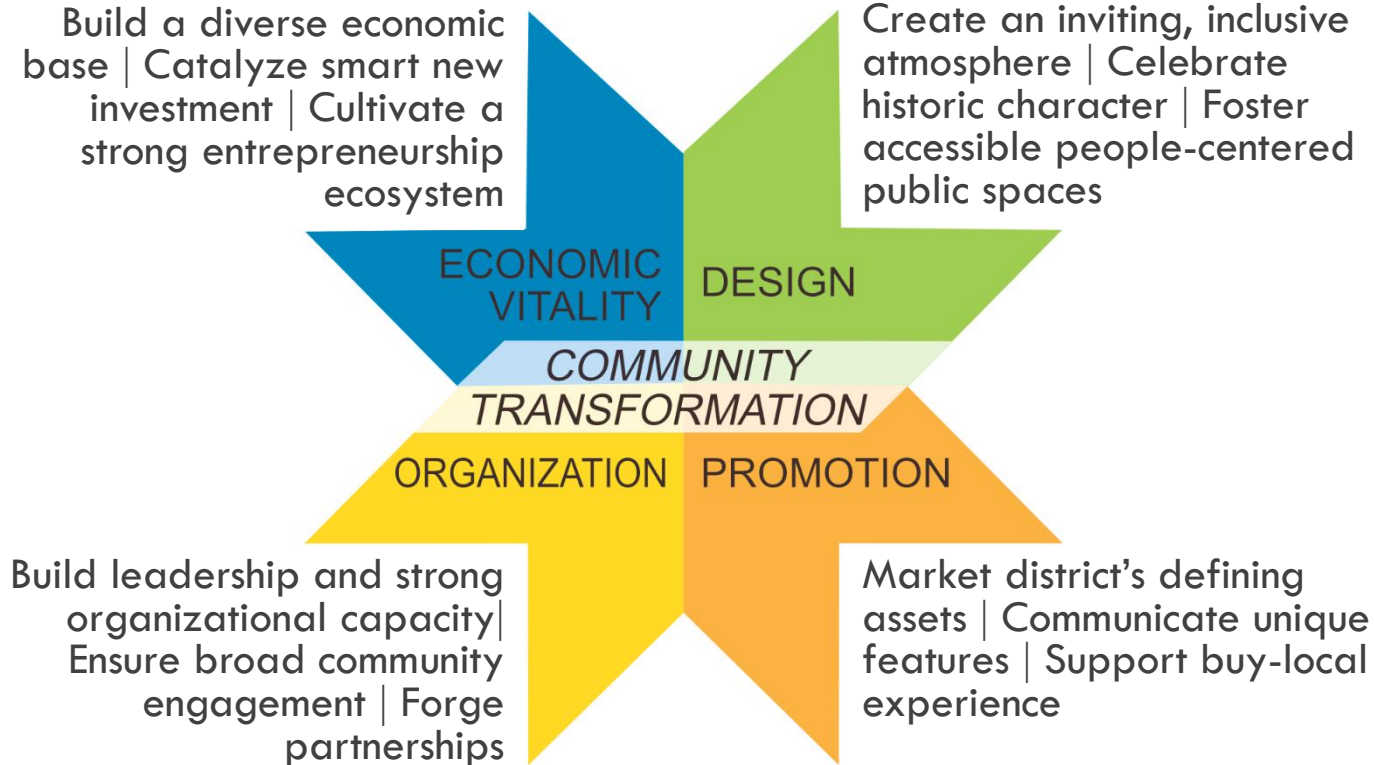 Build a diverse economic
base | Catalyze smart new
investment | Cultivate a
strong entrepreneurship
ecosystem
Create an inviting, inclusive
atmosphere | Celebrate
historic character | Foster
accessible people-centered
public spaces
ECONOMIC
VITALITY
DESIGN
COMMUNITY
TRANSFORMATION
ORGANIZATION
PROMOTION
Build leadership and strong
organizational capacity|
Ensure broad community
engagement | Forge
partnerships
Market district’s defining
assets | Communicate unique
features | Support buy-local
experience